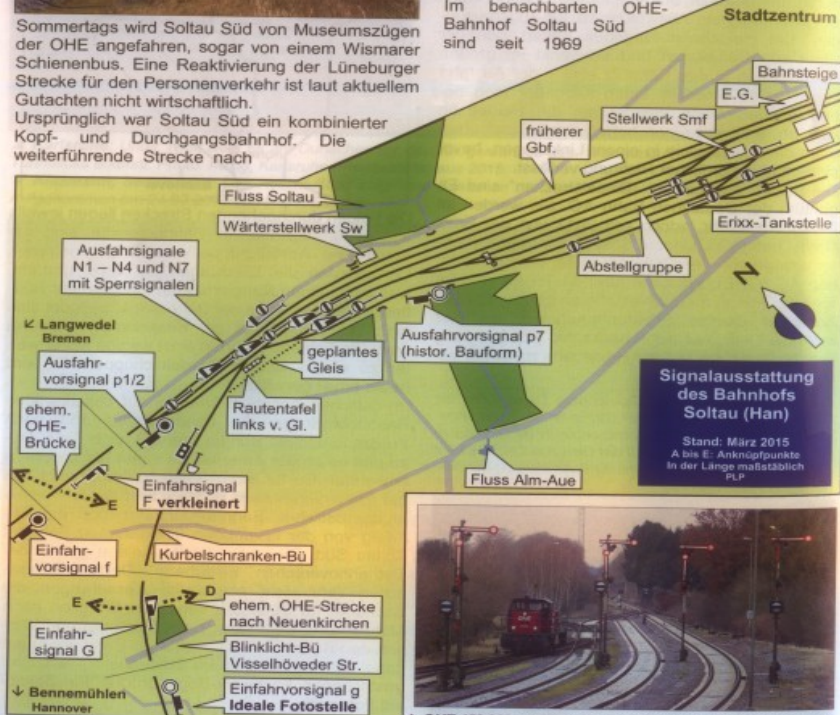 Sommertags wird Soltau Süd von Museumszügen
der OHE angefahren, sogar von einem Wismarer
Schienenbus. Eine Reaktivierung der Lüneburger
Strecke für den Personenverkehr ist laut aktuellem
Gutachten nicht wirtschaftlich.
Ursprünglich war Soltau Süd ein kombinierter
Kopf- und Durchgangsbahnhof. Die
weiterführende Strecke nach
Im benachbarten OHE-
Bahnhof Soltau Süd
sind seit 1969
Stadtzentrum
Bahnsteige
E.G.
Stellwerk Smf
früherer
Gbf.
Fluss Soltau
Wärterstellwerk Sw
Erixx-Tankstelle
Abstellgruppe
Ausfahrsignale
N1 – N4 und N7
mit Sperrsignalen
N
↙ Langwedel
Bremen
Ausfahrvorsignal p7
(histor. Bauform)
geplantes
Gleis
Ausfahr-
vorsignal p1/2
Rautentafel
links v. Gl.
ehem.
OHE-
Brücke
Signalausstattung
des Bahnhofs
Soltau (Han)
Stand: März 2015
A bis E: Anknüpfpunkte
In der Länge maßstäblich
PLP
Fluss Alm-Aue
E
Einfahrsignal
F verkleinert
Einfahr-
vorsignal f
Kurbelschranken-Bü
E
D
ehem. OHE-Strecke
nach Neuenkirchen
Einfahr-
signal G
Blinklicht-Bü
Visselhöveder Str.
↓ Bennemühlen
Hannover
Einfahrvorsignal g
Ideale Fotostelle
OHE